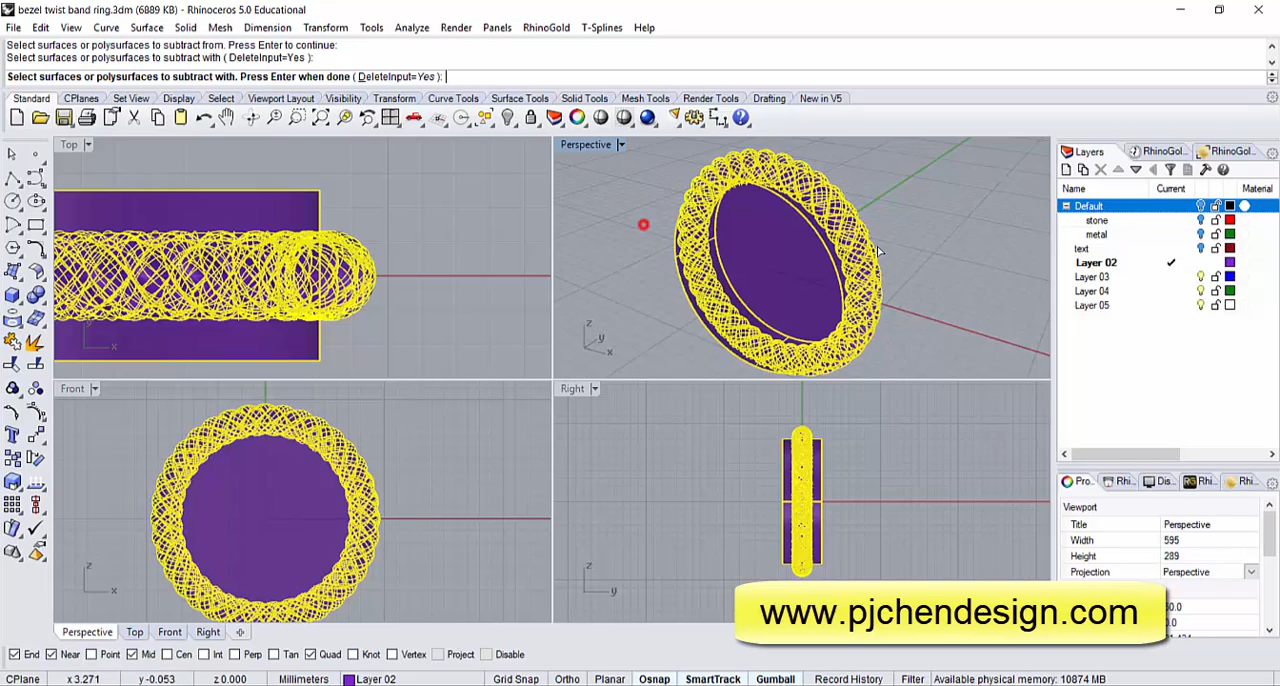 bezel twist band ring.3dm (6889 KB) - Rhinoceros 5.0 Educational
File Edit View Curve Surface Solid Mesh Dimension Transform Tools Analyze Render Panels RhinoGold T-Splines Help
Select surfaces or polysurfaces to subtract from. Press Enter to continue:
Select surfaces or polysurfaces to subtract with ( DeleteInput=Yes ):
Select surfaces or polysurfaces to subtract with. Press Enter when done ( DeleteInput=Yes ):
Standard CPlanes Set View Display Select Viewport Layout Visibility Transform Curve Tools Surface Tools Solid Tools Mesh Tools Render Tools Drafting New in V5
Top
Perspective
Layers RhinoGol... RhinoGol...
Name Current Material
Default
stone
metal
text
Layer 02
Layer 03
Layer 04
Layer 05
y
x
z
y
x
Front
Right
z
x
z
y
Pro... Rhi... Dis... Rhi... Rhi...
Viewport
Title Perspective
Width 595
Height 289
Projection Perspective
www.pjchendesign.com
Perspective Top Front Right
End Near Point Mid Cen Int Perp Tan Quad Knot Vertex Project Disable
CPlane x 3.271 y -0.053 z 0.000 Millimeters Layer 02 Grid Snap Ortho Planar Osnap SmartTrack Gumball Record History Filter Available physical memory: 10874 MB